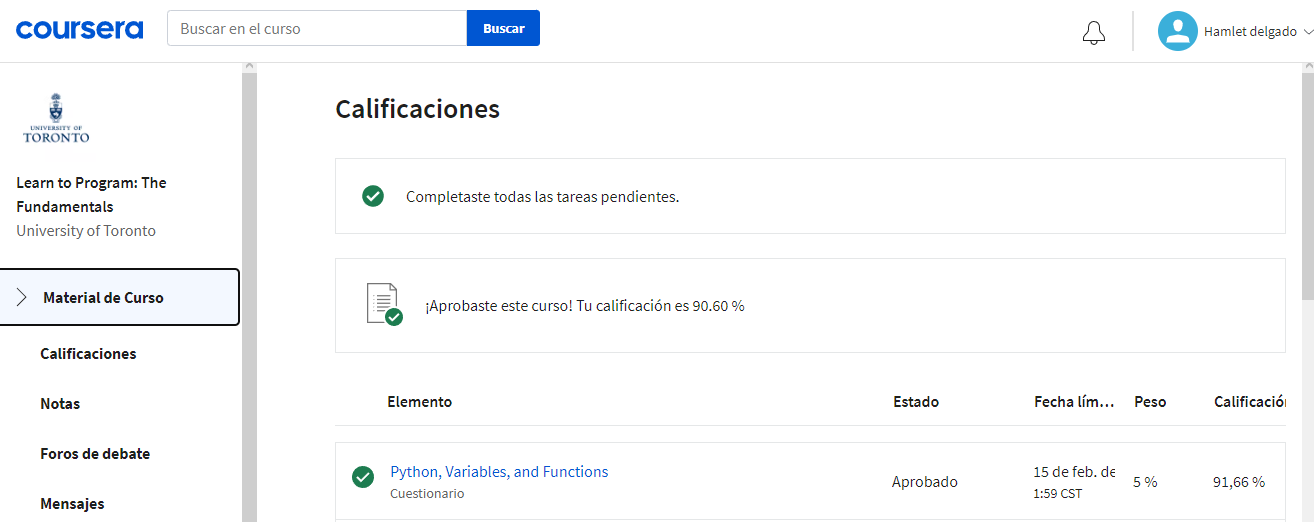 coursera
Buscar en el curso
Buscar
Hamlet delgado
UNIVERSITY OF
TORONTO
Learn to Program: The
Fundamentals
University of Toronto
Material de Curso
Calificaciones
Notas
Foros de debate
Mensajes
Calificaciones
Completaste todas las tareas pendientes.
¡Aprobaste este curso! Tu calificación es 90.60 %
Elemento Estado Fecha lím... Peso Calificación
Python, Variables, and Functions
Cuestionario
Aprobado
15 de feb. de
1:59 CST
5 %
91,66 %